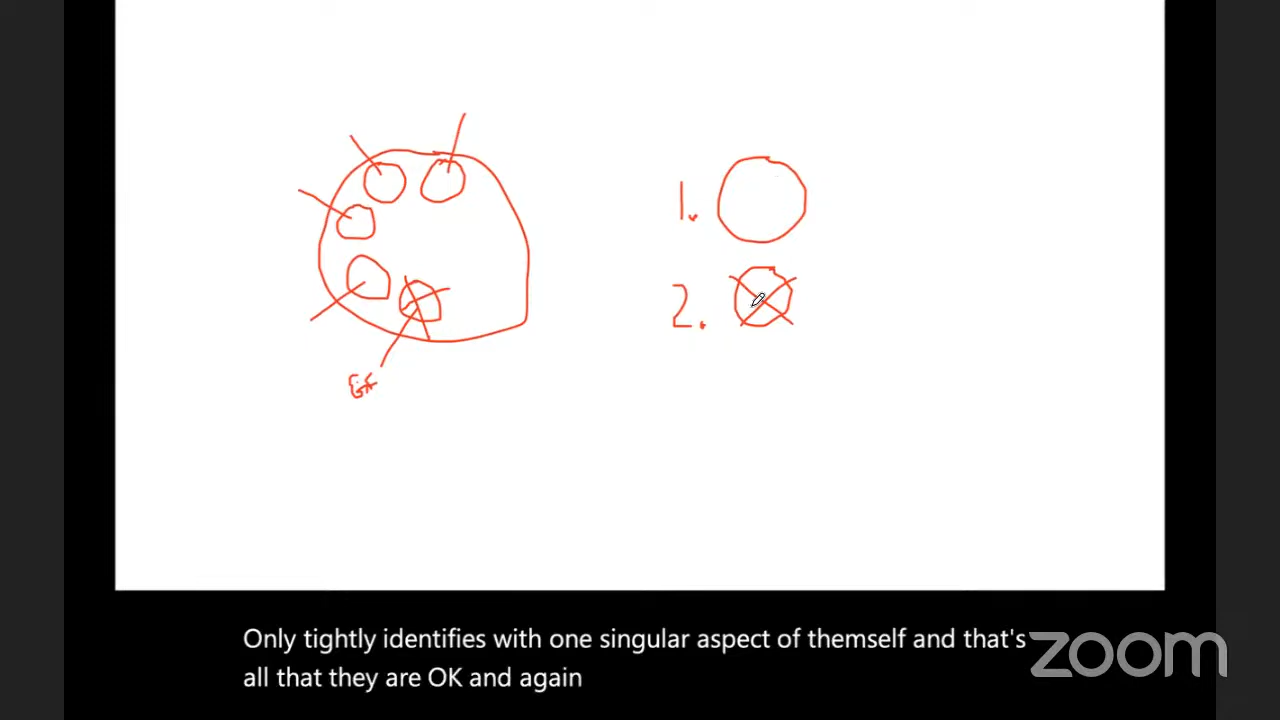 1.
2.
Only tightly identifies with one singular aspect of themself and that's
all that they are OK and again
zoom